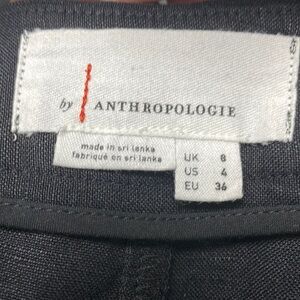 by ANTHROPOLOGIE
made in sri lanka
fabriqué en sri lanka
UK 8
US 4
EU 36